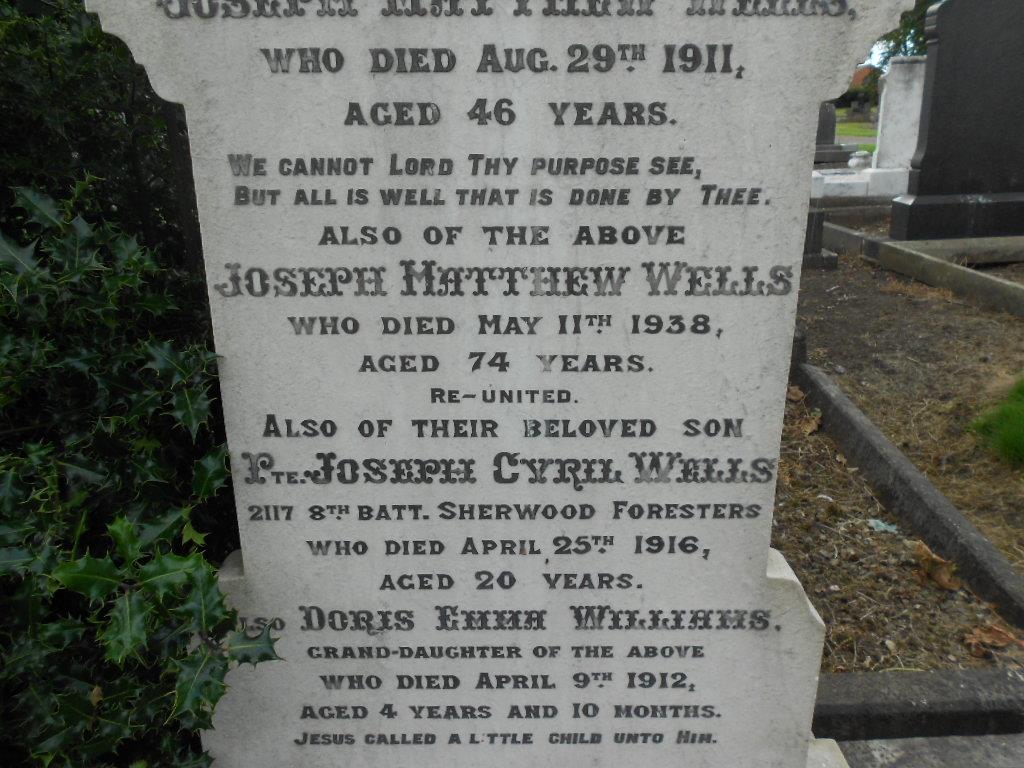 JOSEPH MATTHEW WELLS,
WHO DIED AUG. 29TH 1911,
AGED 46 YEARS.
WE CANNOT LORD THY PURPOSE SEE,
BUT ALL IS WELL THAT IS DONE BY THEE.
ALSO OF THE ABOVE
JOSEPH MATTHEW WELLS
WHO DIED MAY 11TH 1938,
AGED 74 YEARS.
RE-UNITED.
ALSO OF THEIR BELOVED SON
PTE. JOSEPH CYRIL WELLS
2117 8TH BATT. SHERWOOD FORESTERS
WHO DIED APRIL 25TH 1916,
AGED 20 YEARS.
ALSO DORIS EMMA WILLIAMS.
GRAND-DAUGHTER OF THE ABOVE
WHO DIED APRIL 9TH 1912,
AGED 4 YEARS AND 10 MONTHS.
JESUS CALLED A LITTLE CHILD UNTO HIM.